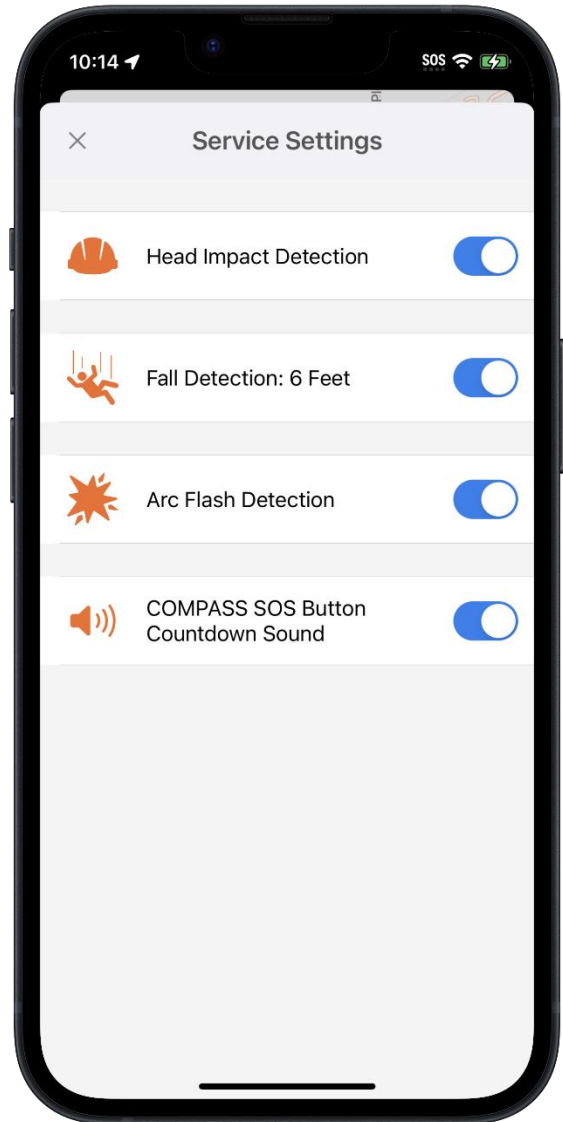 10:14
SOS
Service Settings
Head Impact Detection
Fall Detection: 6 Feet
Arc Flash Detection
COMPASS SOS Button
Countdown Sound